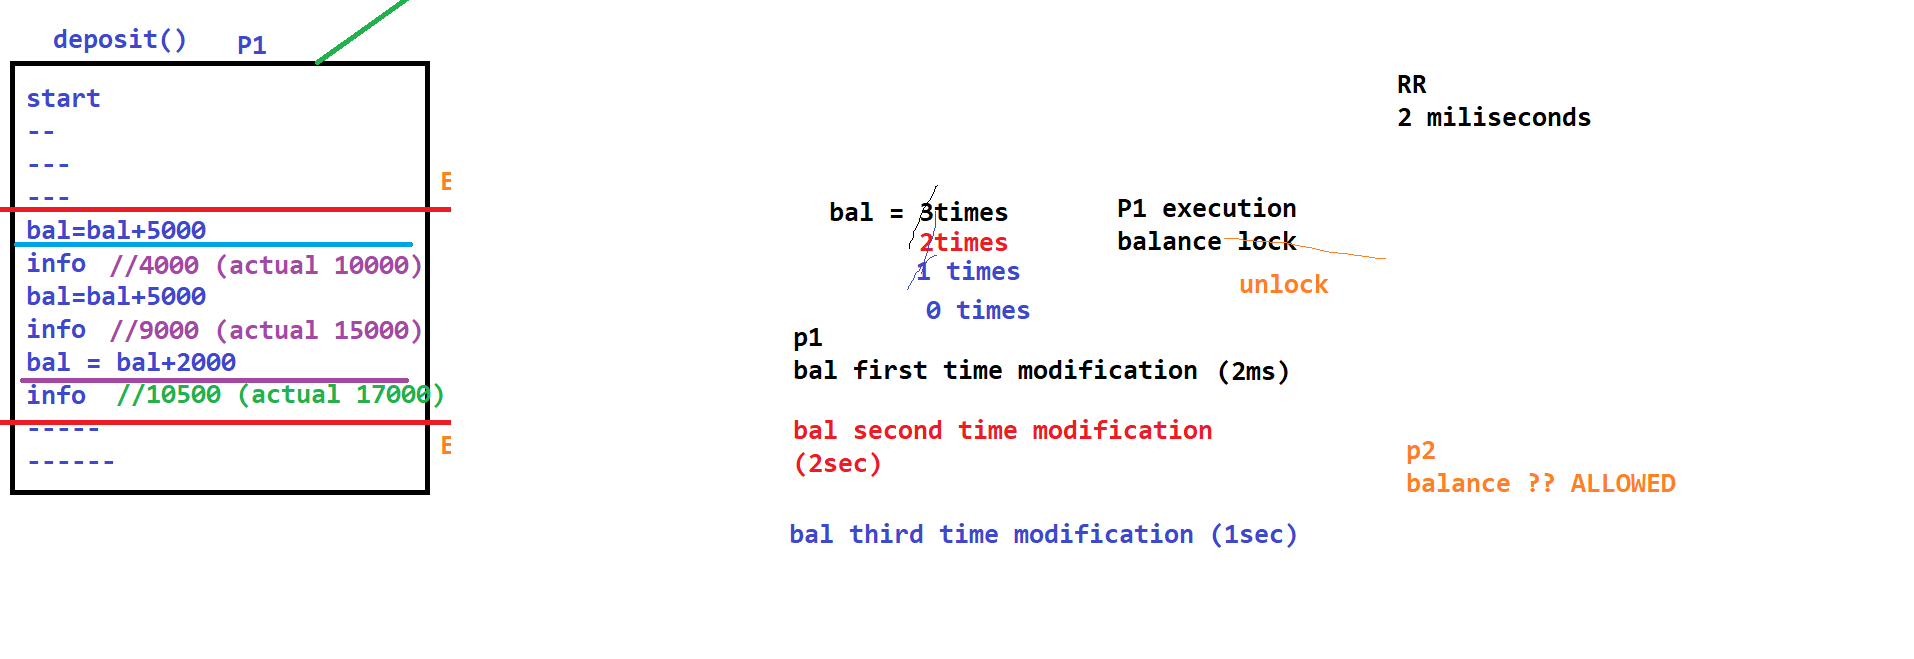 deposit() P1
start
--
---
---
E
bal=bal+5000
info //4000 (actual 10000)
bal=bal+5000
info //9000 (actual 15000)
bal = bal+2000
info //10500 (actual 17000)
-----
E
------
RR
2 miliseconds
bal = 3times
2times
1 times
0 times
P1 execution
balance lock
unlock
p1
bal first time modification (2ms)
bal second time modification
(2sec)
bal third time modification (1sec)
p2
balance ?? ALLOWED